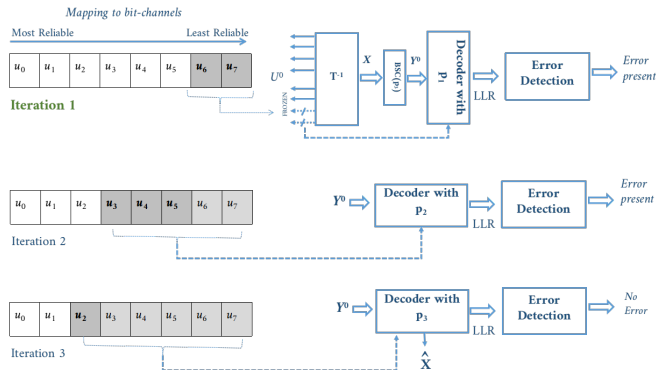 Mapping to bit-channels
Most Reliable Least Reliable
u0 u1 u2 u3 u4 u5 u6 u7
Iteration 1
U⁰
FROZEN
T⁻¹
X
BSC(p₁)
Y⁰
Decoder with
p₁
LLR
Error
Detection
Error
present
u0 u1 u2 u3 u4 u5 u6 u7
Iteration 2
Y⁰
Decoder with
p₂
LLR
Error
Detection
Error
present
u0 u1 u2 u3 u4 u5 u6 u7
Iteration 3
Y⁰
Decoder with
p₃
LLR
Error
Detection
No
Error
X̂